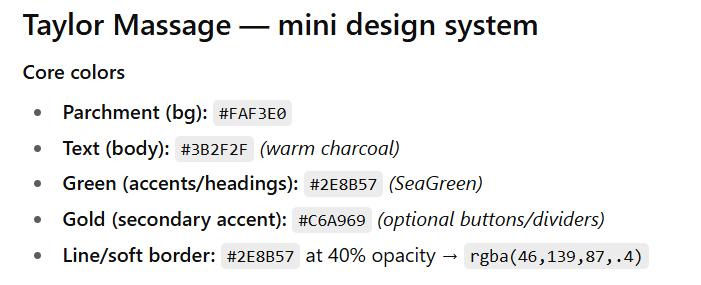 Taylor Massage — mini design system
Core colors
• Parchment (bg): #FAF3E0
• Text (body): #3B2F2F (warm charcoal)
• Green (accents/headings): #2E8B57 (SeaGreen)
• Gold (secondary accent): #C6A969 (optional buttons/dividers)
• Line/soft border: #2E8B57 at 40% opacity → rgba(46,139,87,.4)